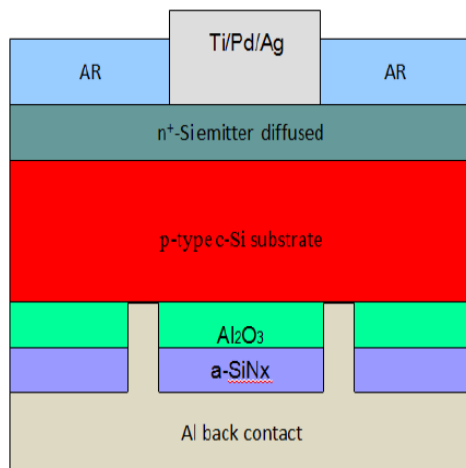 Ti/Pd/Ag
AR
AR
n⁺-Si emitter diffused
p-type c-Si substrate
Al₂O₃
a-SiNx
Al back contact